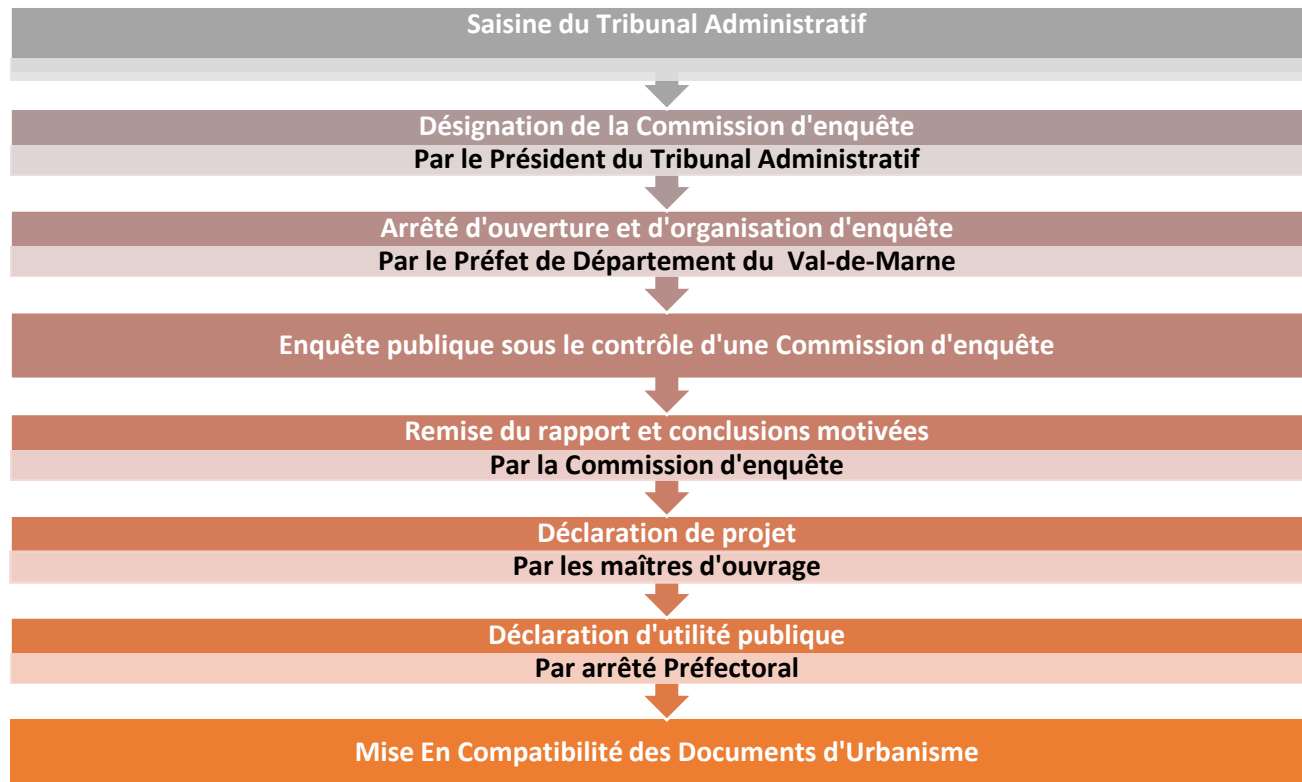 Saisine du Tribunal Administratif
Désignation de la Commission d'enquête
Par le Président du Tribunal Administratif
Arrêté d'ouverture et d'organisation d'enquête
Par le Préfet de Département du Val-de-Marne
Enquête publique sous le contrôle d'une Commission d'enquête
Remise du rapport et conclusions motivées
Par la Commission d'enquête
Déclaration de projet
Par les maîtres d'ouvrage
Déclaration d'utilité publique
Par arrêté Préfectoral
Mise En Compatibilité des Documents d'Urbanisme